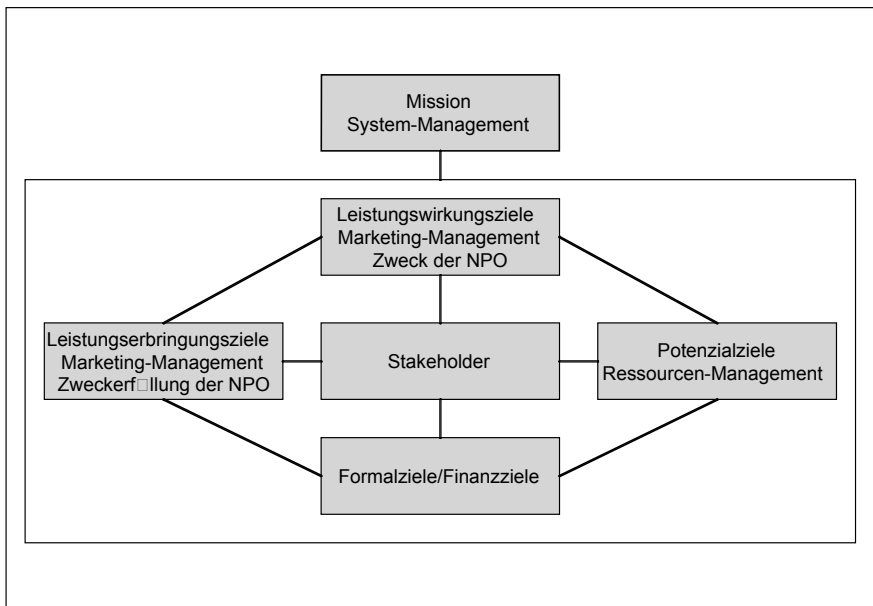 Mission
System-Management
Leistungswirkungsziele
Marketing-Management
Zweck der NPO
Leistungserbringungsziele
Marketing-Management
Zweckerf□llung der NPO
Stakeholder
Potenzialziele
Ressourcen-Management
Formalziele/Finanzziele